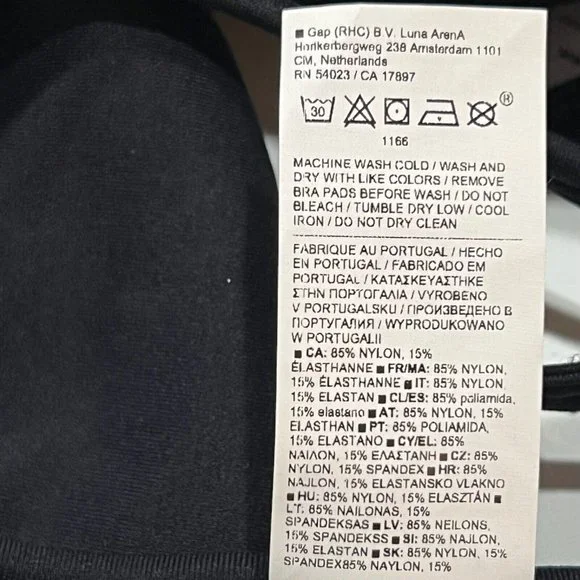 ■ Gap (RHC) B.V. Luna ArenA
Herikerbergweg 238 Amsterdam 1101
CM, Netherlands
RN 54023 / CA 17897
30 ®
1166
MACHINE WASH COLD / WASH AND
DRY WITH LIKE COLORS / REMOVE
BRA PADS BEFORE WASH / DO NOT
BLEACH / TUMBLE DRY LOW / COOL
IRON / DO NOT DRY CLEAN
FABRIQUE AU PORTUGAL / HECHO
EN PORTUGAL / FABRICADO EM
PORTUGAL / ΚΑΤΑΣΚΕΥΑΣΤΗΚΕ
ΣΤΗΝ ΠΟΡΤΟΓΑΛΙΑ / VYROBENO
V PORTUGALSKU / ПРОИЗВЕДЕНО В
ПОРТУГАЛИЯ / WYPRODUKOWANO
W PORTUGALII
■ CA: 85% NYLON, 15%
ÉLASTHANNE ■ FR/MA: 85% NYLON,
15% ÉLASTHANNE ■ IT: 85% NYLON,
15% ELASTAN ■ CL/ES: 85% poliamida,
15% elastano ■ AT: 85% NYLON, 15%
ELASTHAN ■ PT: 85% POLIAMIDA,
15% ELASTANO ■ CY/EL: 85%
ΝΑΙΛΟΝ, 15% ΕΛΑΣΤΑΝΗ ■ CZ: 85%
NYLON, 15% SPANDEX ■ HR: 85%
NAJLON, 15% ELASTANSKO VLAKNO
■ HU: 85% NYLON, 15% ELASZTÁN ■
LT: 85% NAILONAS, 15%
SPANDEKSAS ■ LV: 85% NEILONS,
15% SPANDEKSS ■ SI: 85% NAJLON,
15% ELASTAN ■ SK: 85% NYLON, 15%
SPANDEX85% NAYLON, 15%